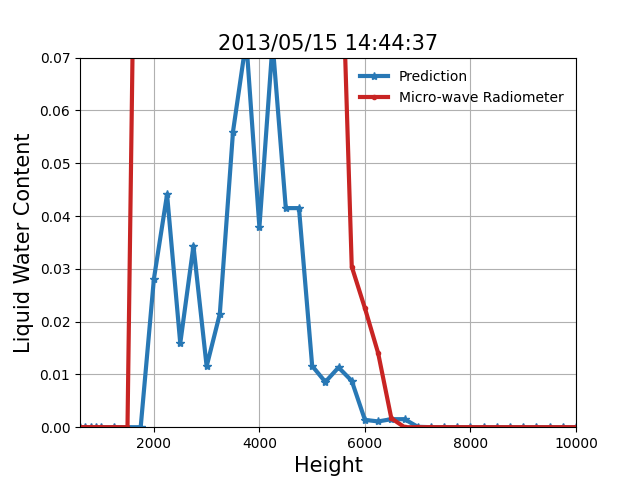 2013/05/15 14:44:37
Prediction
Micro-wave Radiometer
Liquid Water Content
0.07
0.06
0.05
0.04
0.03
0.02
0.01
0.00
2000 4000 6000 8000 10000
Height